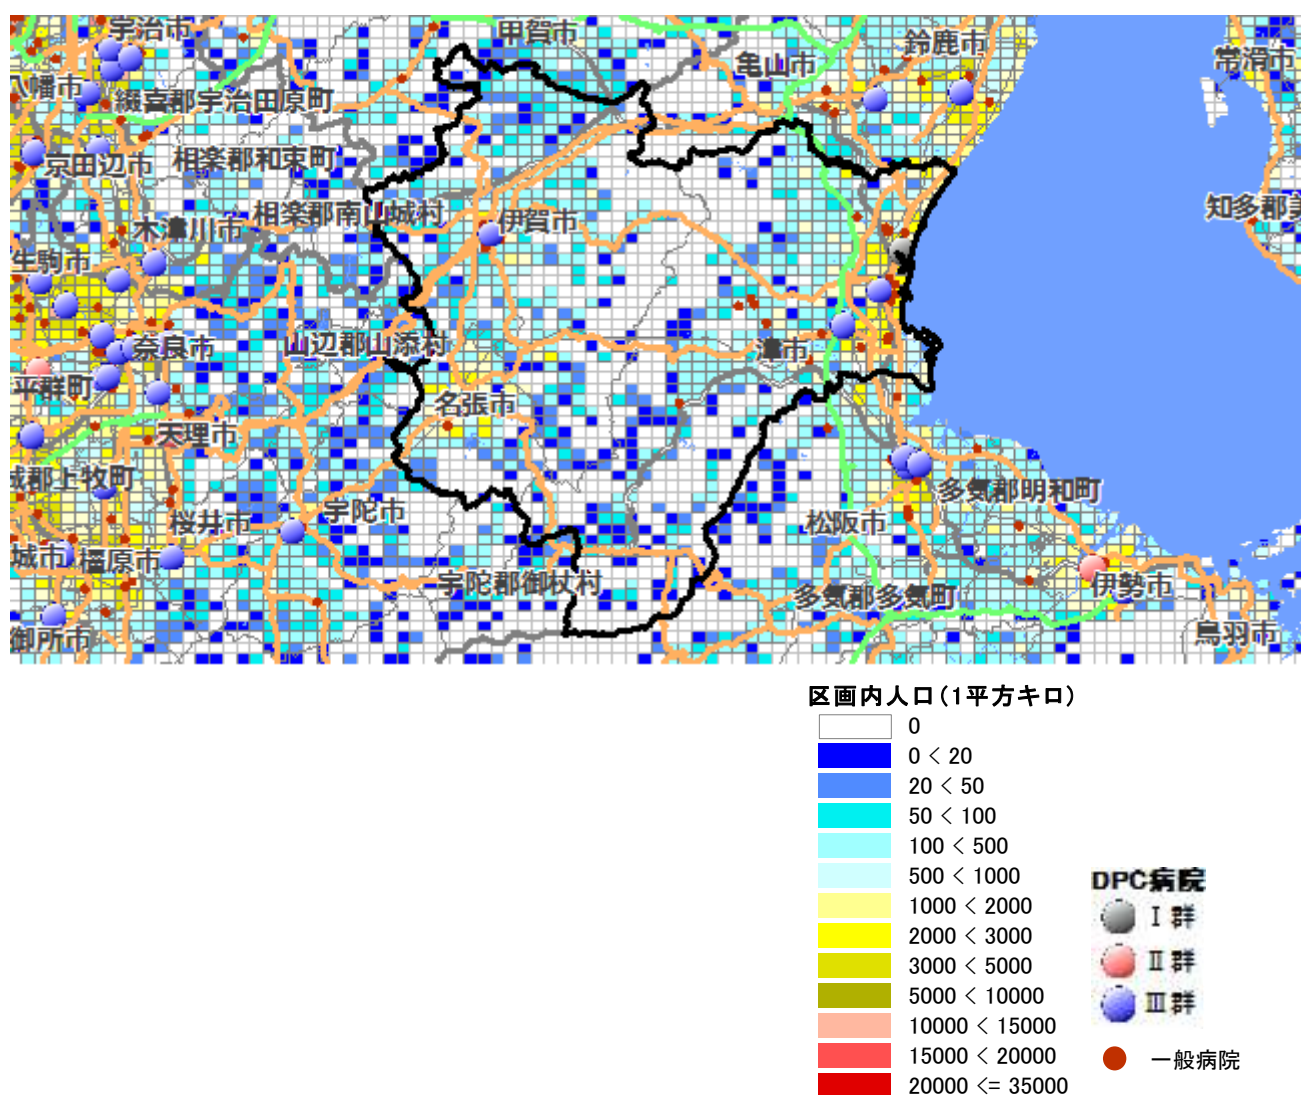 宇治市
甲賀市
鈴鹿市
常滑市
亀山市
八幡市
綴喜郡宇治田原町
京田辺市
相楽郡和束町
相楽郡南山城村
伊賀市
知多郡美
木津川市
生駒市
奈良市
山辺郡山添村
津市
平群町
名張市
天理市
城郡上牧町
多気郡明和町
桜井市
宇陀市
松阪市
城市
橿原市
宇陀郡御杖村
伊勢市
多気郡多気町
御所市
鳥羽市
区画内人口(1平方キロ)
0
0 < 20
20 < 50
50 < 100
100 < 500
500 < 1000
1000 < 2000
2000 < 3000
3000 < 5000
5000 < 10000
10000 < 15000
15000 < 20000
20000 <= 35000
DPC病院
Ⅰ群
Ⅱ群
Ⅲ群
一般病院